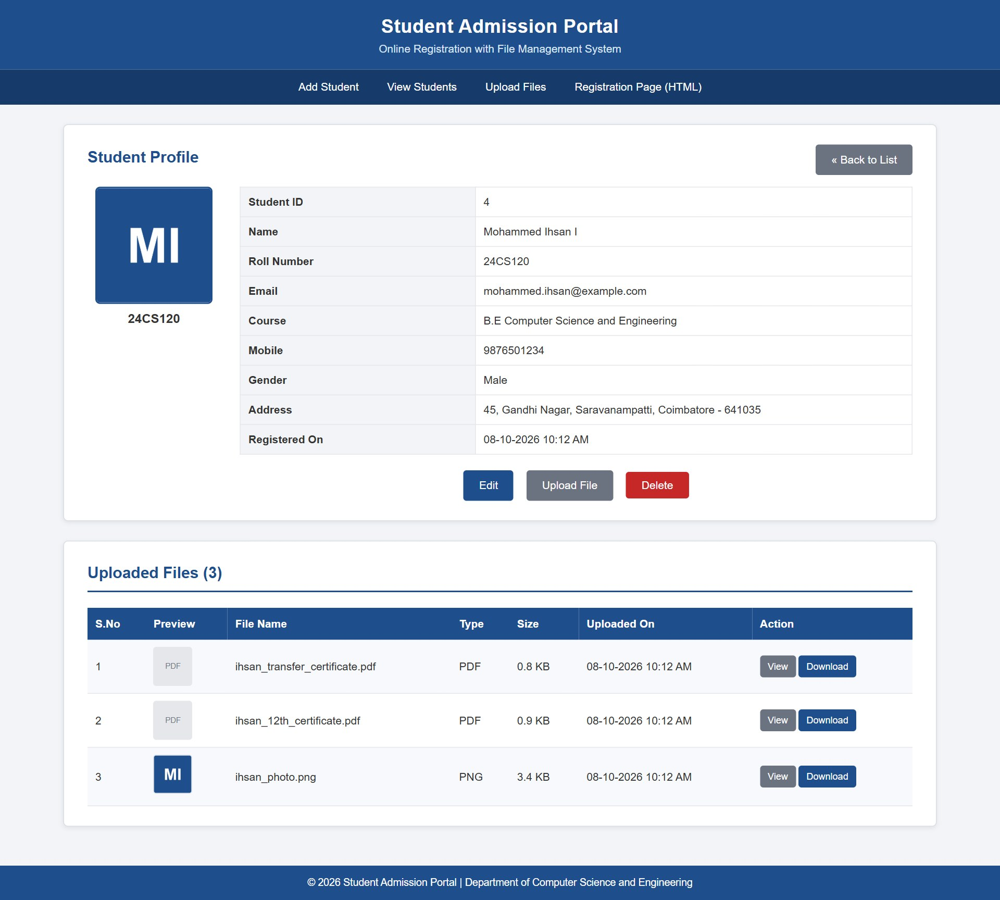 Student Admission Portal
Online Registration with File Management System
Add Student View Students Upload Files Registration Page (HTML)
Student Profile
« Back to List
MI
24CS120
Student ID 4
Name Mohammed Ihsan I
Roll Number 24CS120
Email mohammed.ihsan@example.com
Course B.E Computer Science and Engineering
Mobile 9876501234
Gender Male
Address 45, Gandhi Nagar, Saravanampatti, Coimbatore - 641035
Registered On 08-10-2026 10:12 AM
Edit Upload File Delete
Uploaded Files (3)
S.No Preview File Name Type Size Uploaded On Action
1 PDF ihsan_transfer_certificate.pdf PDF 0.8 KB 08-10-2026 10:12 AM View Download
2 PDF ihsan_12th_certificate.pdf PDF 0.9 KB 08-10-2026 10:12 AM View Download
3 MI ihsan_photo.png PNG 3.4 KB 08-10-2026 10:12 AM View Download
© 2026 Student Admission Portal | Department of Computer Science and Engineering